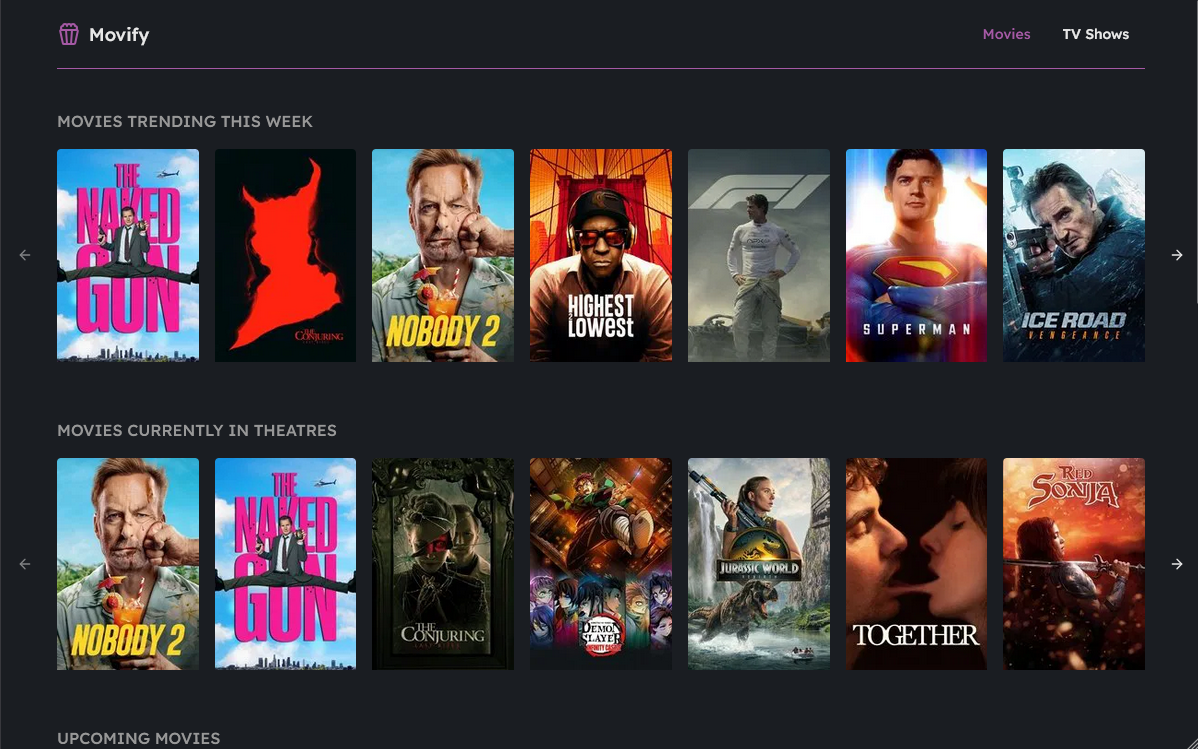 Movify
Movies
TV Shows
MOVIES TRENDING THIS WEEK
THE
NAKED
GUN
THE
CONJURING
LAST RITES
NOBODY 2
HIGHEST
2
LOWEST
F1
SUPERMAN
ICE ROAD
VENGEANCE
MOVIES CURRENTLY IN THEATRES
NOBODY 2
THE
NAKED
GUN
THE
CONJURING
LAST RITES
DEMON
SLAYER
INFINITY CASTLE
JURASSIC WORLD
REBIRTH
TOGETHER
RED
SONJA
UPCOMING MOVIES